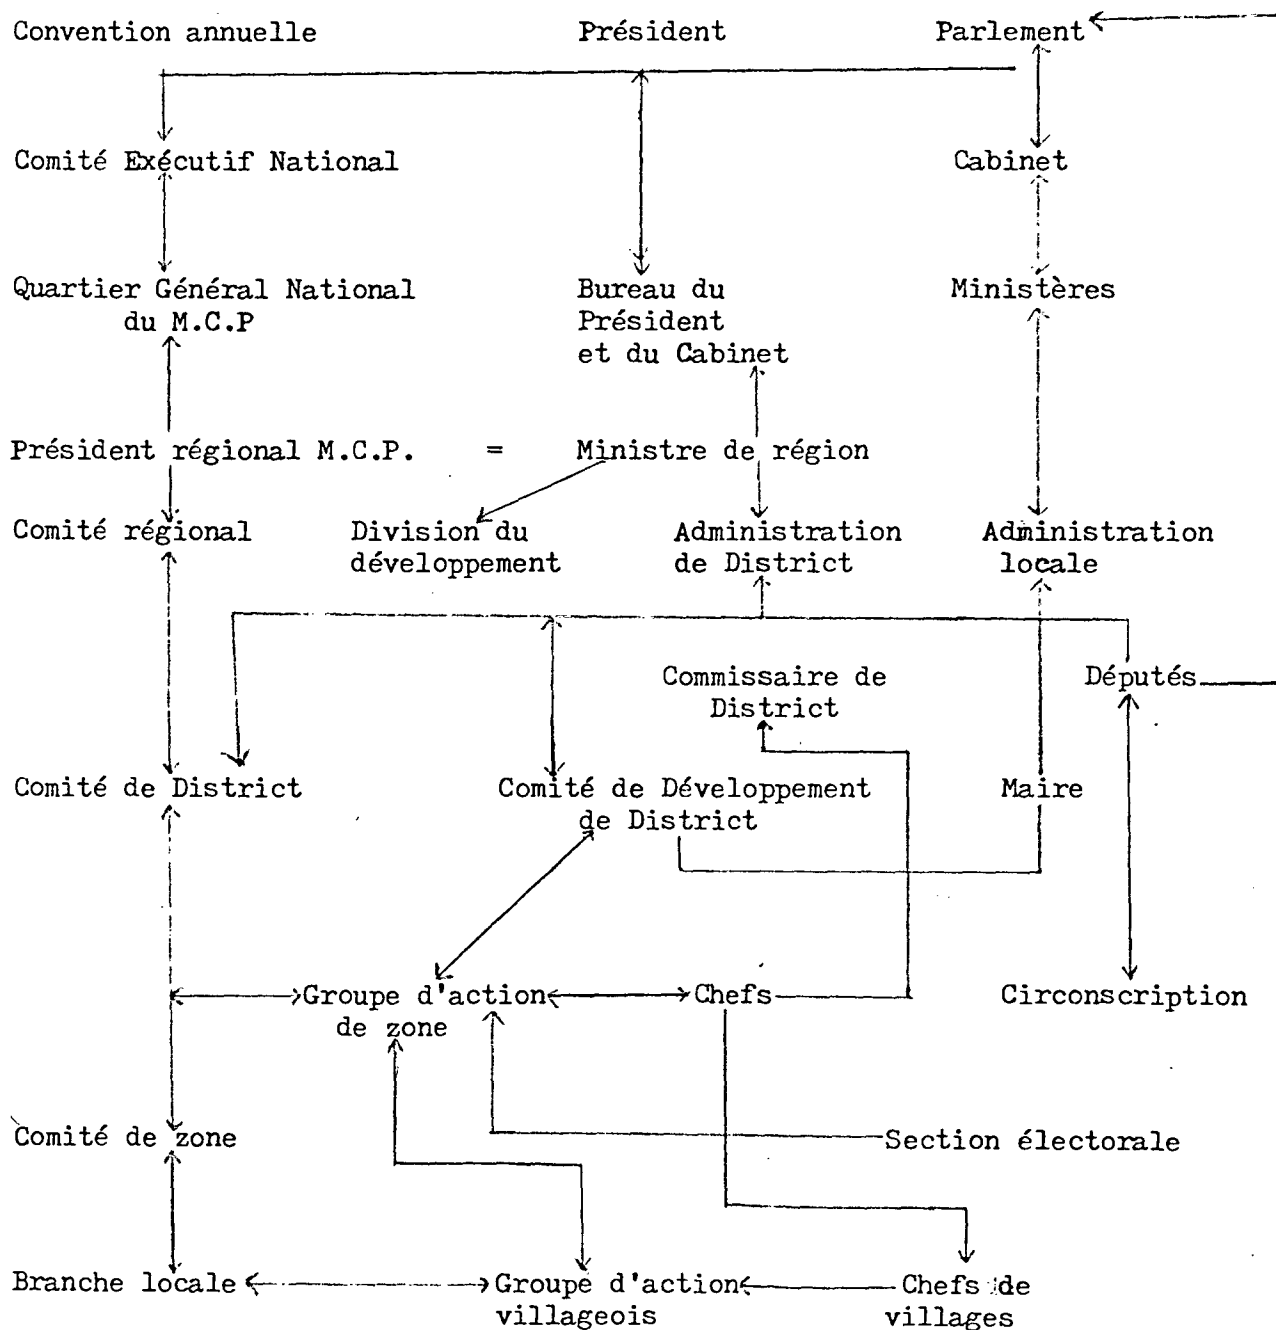 Convention annuelle Président Parlement
Comité Exécutif National Cabinet
Quartier Général National Bureau du Ministères
du M.C.P Président
et du Cabinet
Président régional M.C.P. = Ministre de région
Comité régional Division du Administration Administration
développement de District locale
Commissaire de Députés
District
Comité de District Comité de Développement Maire
de District
Groupe d'action Chefs Circonscription
de zone
Comité de zone Section électorale
Branche locale Groupe d'action Chefs de
villageois villages